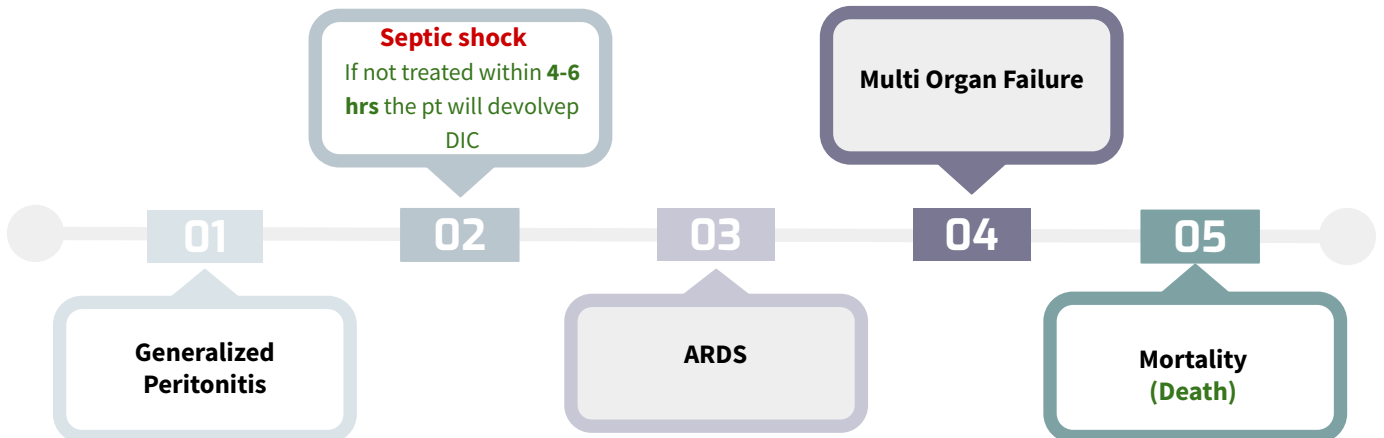 Septic shock
If not treated within 4-6
hrs the pt will devolvep
DIC
Multi Organ Failure
01
02
03
04
05
Generalized
Peritonitis
ARDS
Mortality
(Death)